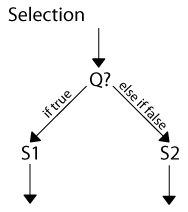 Selection
Q?
if true
else if false
S1
S2